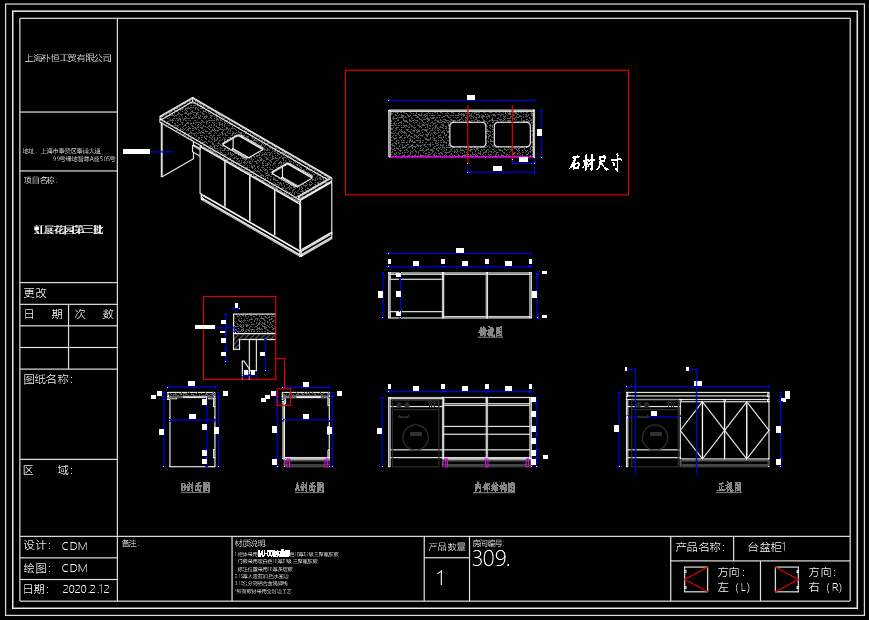 上海朴恒工贸有限公司
地址: 上海市奉贤区奉浦大道
99号绿地智尊A座505号
项目名称:
虹展花园第三批
更改
日 期 次 数
图纸名称:
区 域:
设计: CDM
绘图: CDM
日期: 2020.2.12
石材尺寸
俯视图
B剖面图
A剖面图
内部结构图
正视图
备注:
材质说明:
产品数量
1
房间编号:
309.
产品名称: 台盆柜1
方向:
左 (L)
方向:
右 (R)